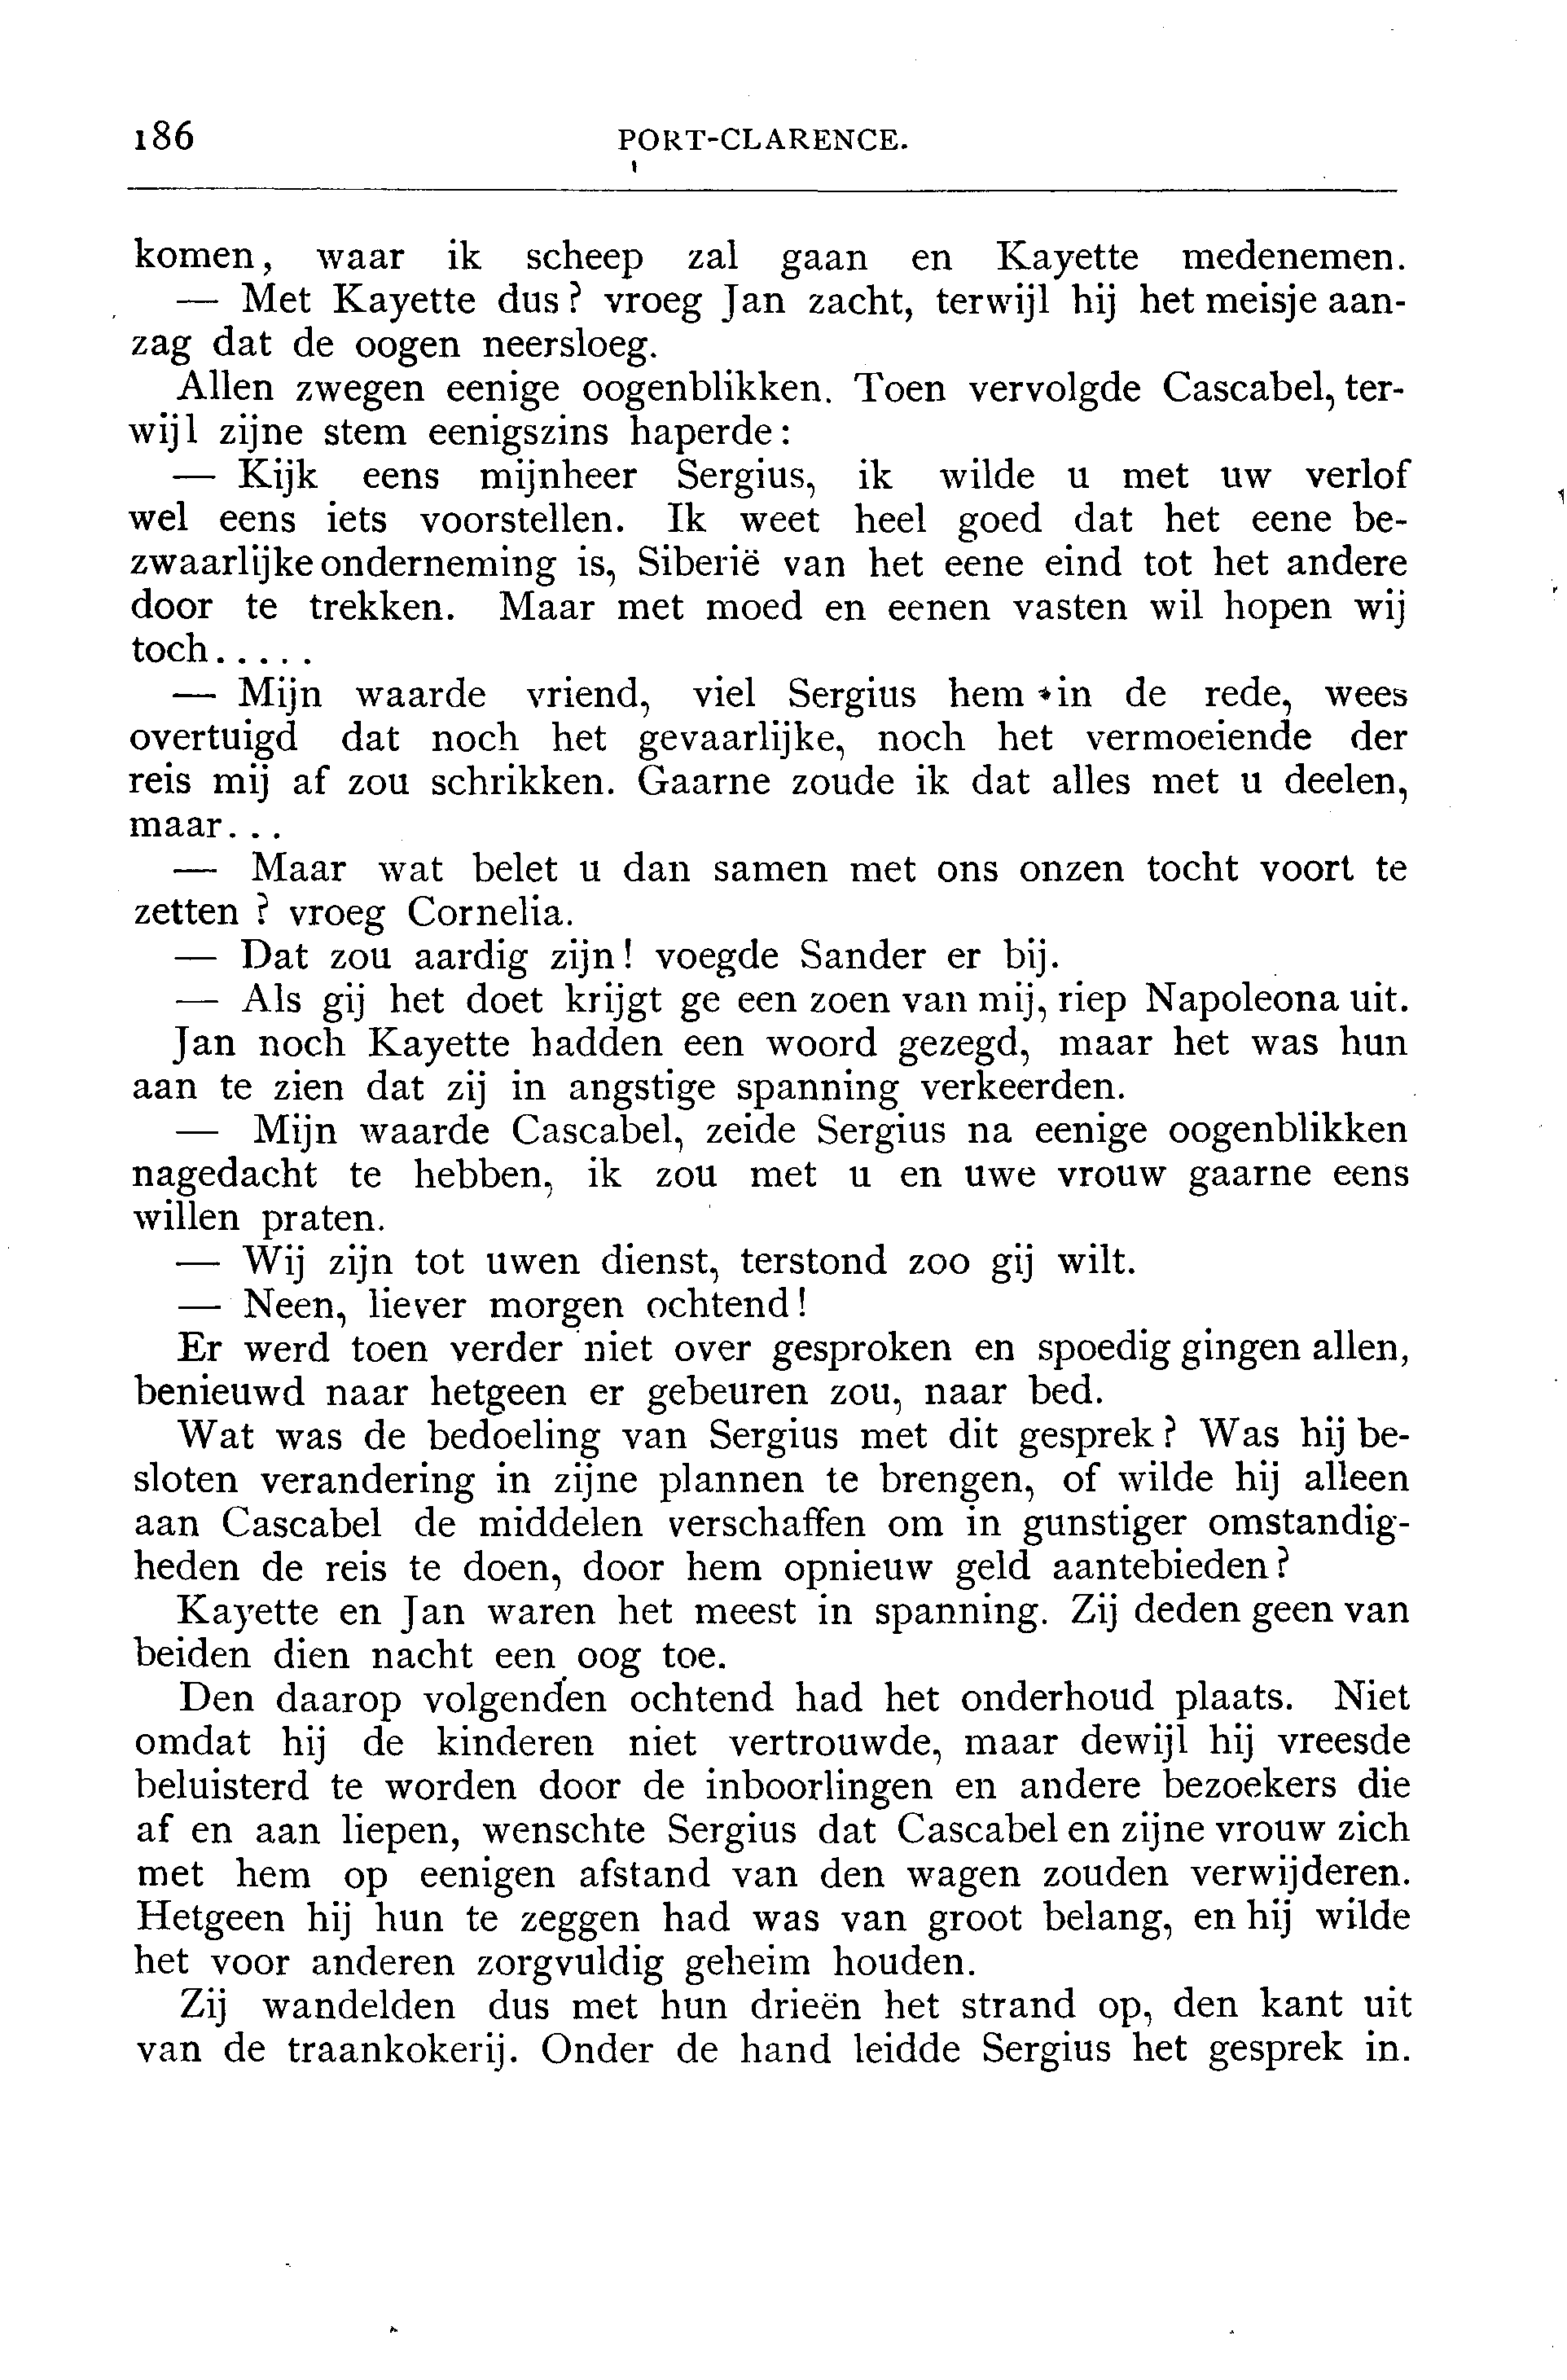 186
PORT-CLARENCE.
komen, waar ik scheep zal gaan en Kayette medenemen.
— Met Kayette dus? vroeg Jan zacht, terwijl hij het meisje aan-
zag dat de oogen neersloeg.
Allen zwegen eenige oogenblikken. Toen vervolgde Cascabel, ter-
wijl zijne stem eenigszins haperde:
— Kijk eens mijnheer Sergius, ik wilde u met uw verlof
wel eens iets voorstellen. Ik weet heel goed dat het eene be-
zwaarlijke onderneming is, Siberië van het eene eind tot het andere
door te trekken. Maar met moed en eenen vasten wil hopen wij
toch.....
— Mijn waarde vriend, viel Sergius hem in de rede, wees
overtuigd dat noch het gevaarlijke, noch het vermoeiende der
reis mij af zou schrikken. Gaarne zoude ik dat alles met u deelen,
maar...
— Maar wat belet u dan samen met ons onzen tocht voort te
zetten ? vroeg Cornelia.
— Dat zou aardig zijn! voegde Sander er bij.
— Als gij het doet krijgt ge een zoen van mij, riep Napoleona uit.
Jan noch Kayette hadden een woord gezegd, maar het was hun
aan te zien dat zij in angstige spanning verkeerden.
— Mijn waarde Cascabel, zeide Sergius na eenige oogenblikken
nagedacht te hebben, ik zou met u en uwe vrouw gaarne eens
willen praten.
— Wij zijn tot uwen dienst, terstond zoo gij wilt.
— Neen, liever morgen ochtend!
Er werd toen verder niet over gesproken en spoedig gingen allen,
benieuwd naar hetgeen er gebeuren zou, naar bed.
Wat was de bedoeling van Sergius met dit gesprek? Was hij be-
sloten verandering in zijne plannen te brengen, of wilde hij alleen
aan Cascabel de middelen verschaffen om in gunstiger omstandig-
heden de reis te doen, door hem opnieuw geld aantebieden?
Kayette en Jan waren het meest in spanning. Zij deden geen van
beiden dien nacht een oog toe.
Den daarop volgenden ochtend had het onderhoud plaats. Niet
omdat hij de kinderen niet vertrouwde, maar dewijl hij vreesde
beluisterd te worden door de inboorlingen en andere bezoekers die
af en aan liepen, wenschte Sergius dat Cascabel en zijne vrouw zich
met hem op eenigen afstand van den wagen zouden verwijderen.
Hetgeen hij hun te zeggen had was van groot belang, en hij wilde
het voor anderen zorgvuldig geheim houden.
Zij wandelden dus met hun drieën het strand op, den kant uit
van de traankokerij. Onder de hand leidde Sergius het gesprek in.